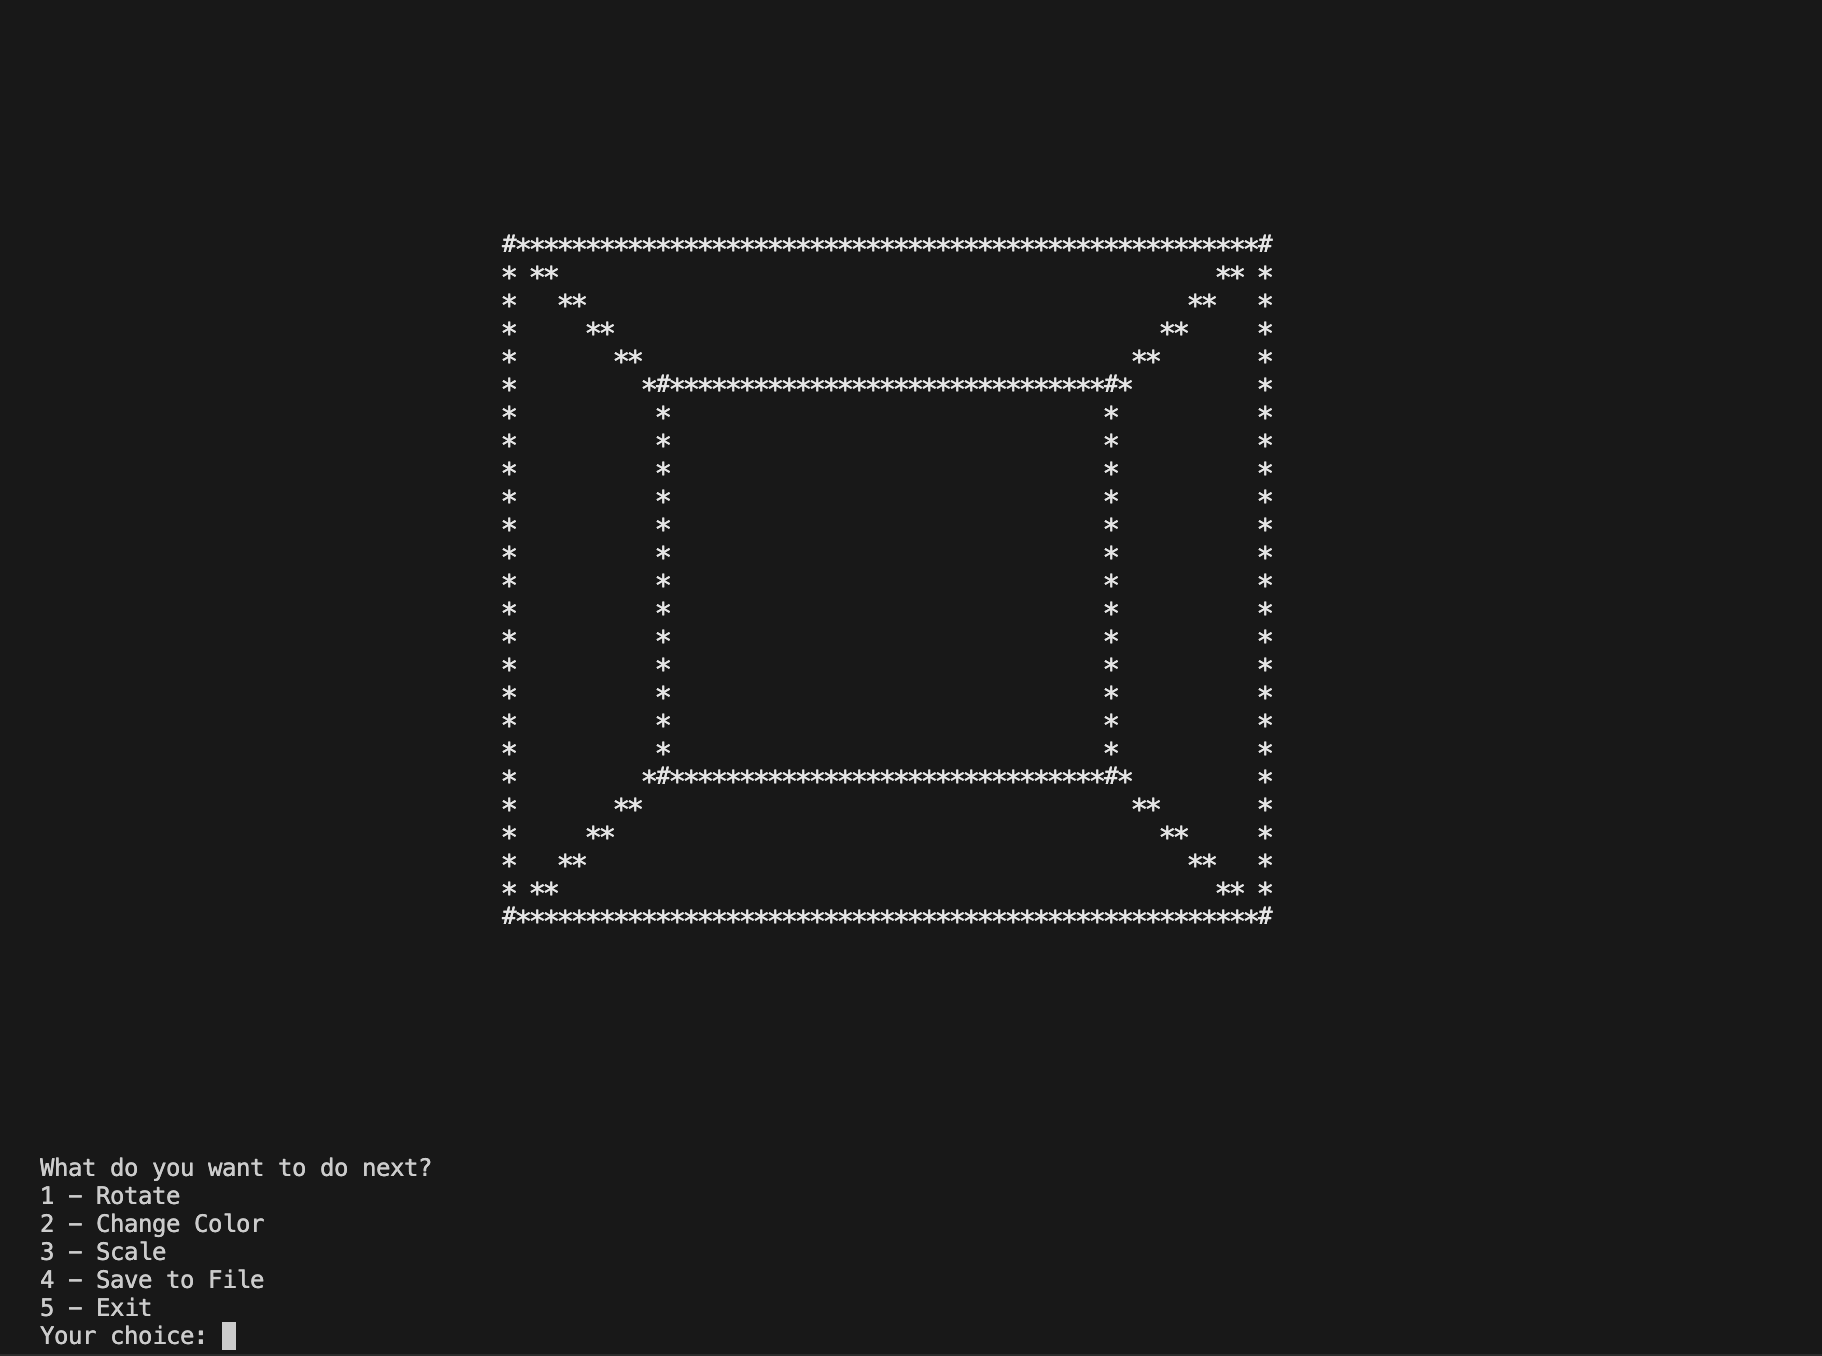 What do you want to do next?
1 – Rotate
2 – Change Color
3 – Scale
4 – Save to File
5 – Exit
Your choice: